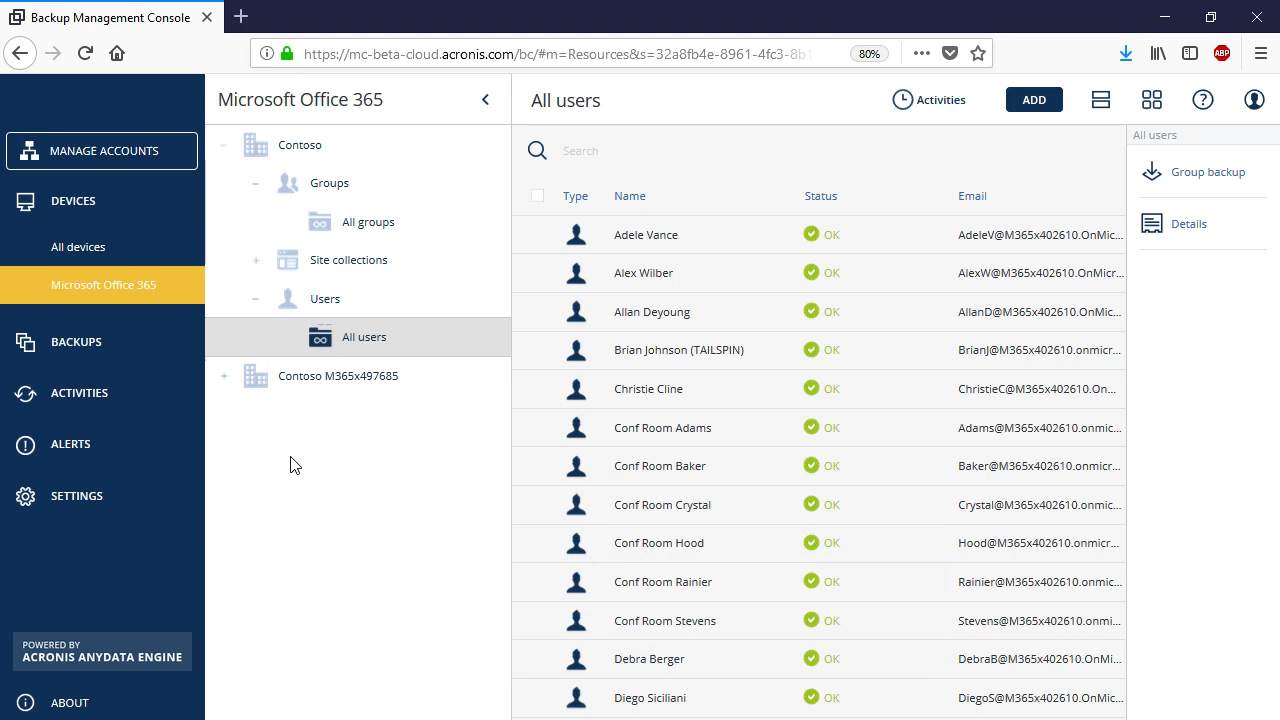 Backup Management Console
https://mc-beta-cloud.acronis.com/bc/#m=Resources&s=32a8fb4e-8961-4fc3-8b1
80%
ABP
MANAGE ACCOUNTS
DEVICES
All devices
Microsoft Office 365
BACKUPS
ACTIVITIES
ALERTS
SETTINGS
POWERED BY
ACRONIS ANYDATA ENGINE
ABOUT
Microsoft Office 365
Contoso
Groups
All groups
Site collections
Users
All users
Contoso M365x497685
All users
Activities
ADD
Search
Type Name Status Email
Adele Vance OK AdeleV@M365x402610.OnMic...
Alex Wilber OK AlexW@M365x402610.OnMicr...
Allan Deyoung OK AllanD@M365x402610.OnMic...
Brian Johnson (TAILSPIN) OK BrianJ@M365x402610.onmicr...
Christie Cline OK ChristieC@M365x402610.On...
Conf Room Adams OK Adams@M365x402610.onmic...
Conf Room Baker OK Baker@M365x402610.onmicr...
Conf Room Crystal OK Crystal@M365x402610.onmic...
Conf Room Hood OK Hood@M365x402610.onmicr...
Conf Room Rainier OK Rainier@M365x402610.onmic...
Conf Room Stevens OK Stevens@M365x402610.onmi...
Debra Berger OK DebraB@M365x402610.OnMi...
Diego Siciliani OK DiegoS@M365x402610.OnMic...
All users
Group backup
Details